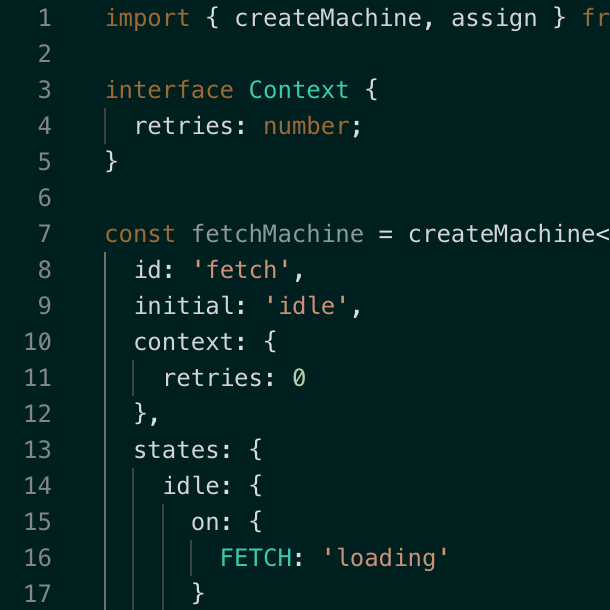 1 import { createMachine, assign } fr
2
3 interface Context {
4   retries: number;
5 }
6
7 const fetchMachine = createMachine<
8   id: 'fetch',
9   initial: 'idle',
10   context: {
11     retries: 0
12   },
13   states: {
14     idle: {
15       on: {
16         FETCH: 'loading'
17       }